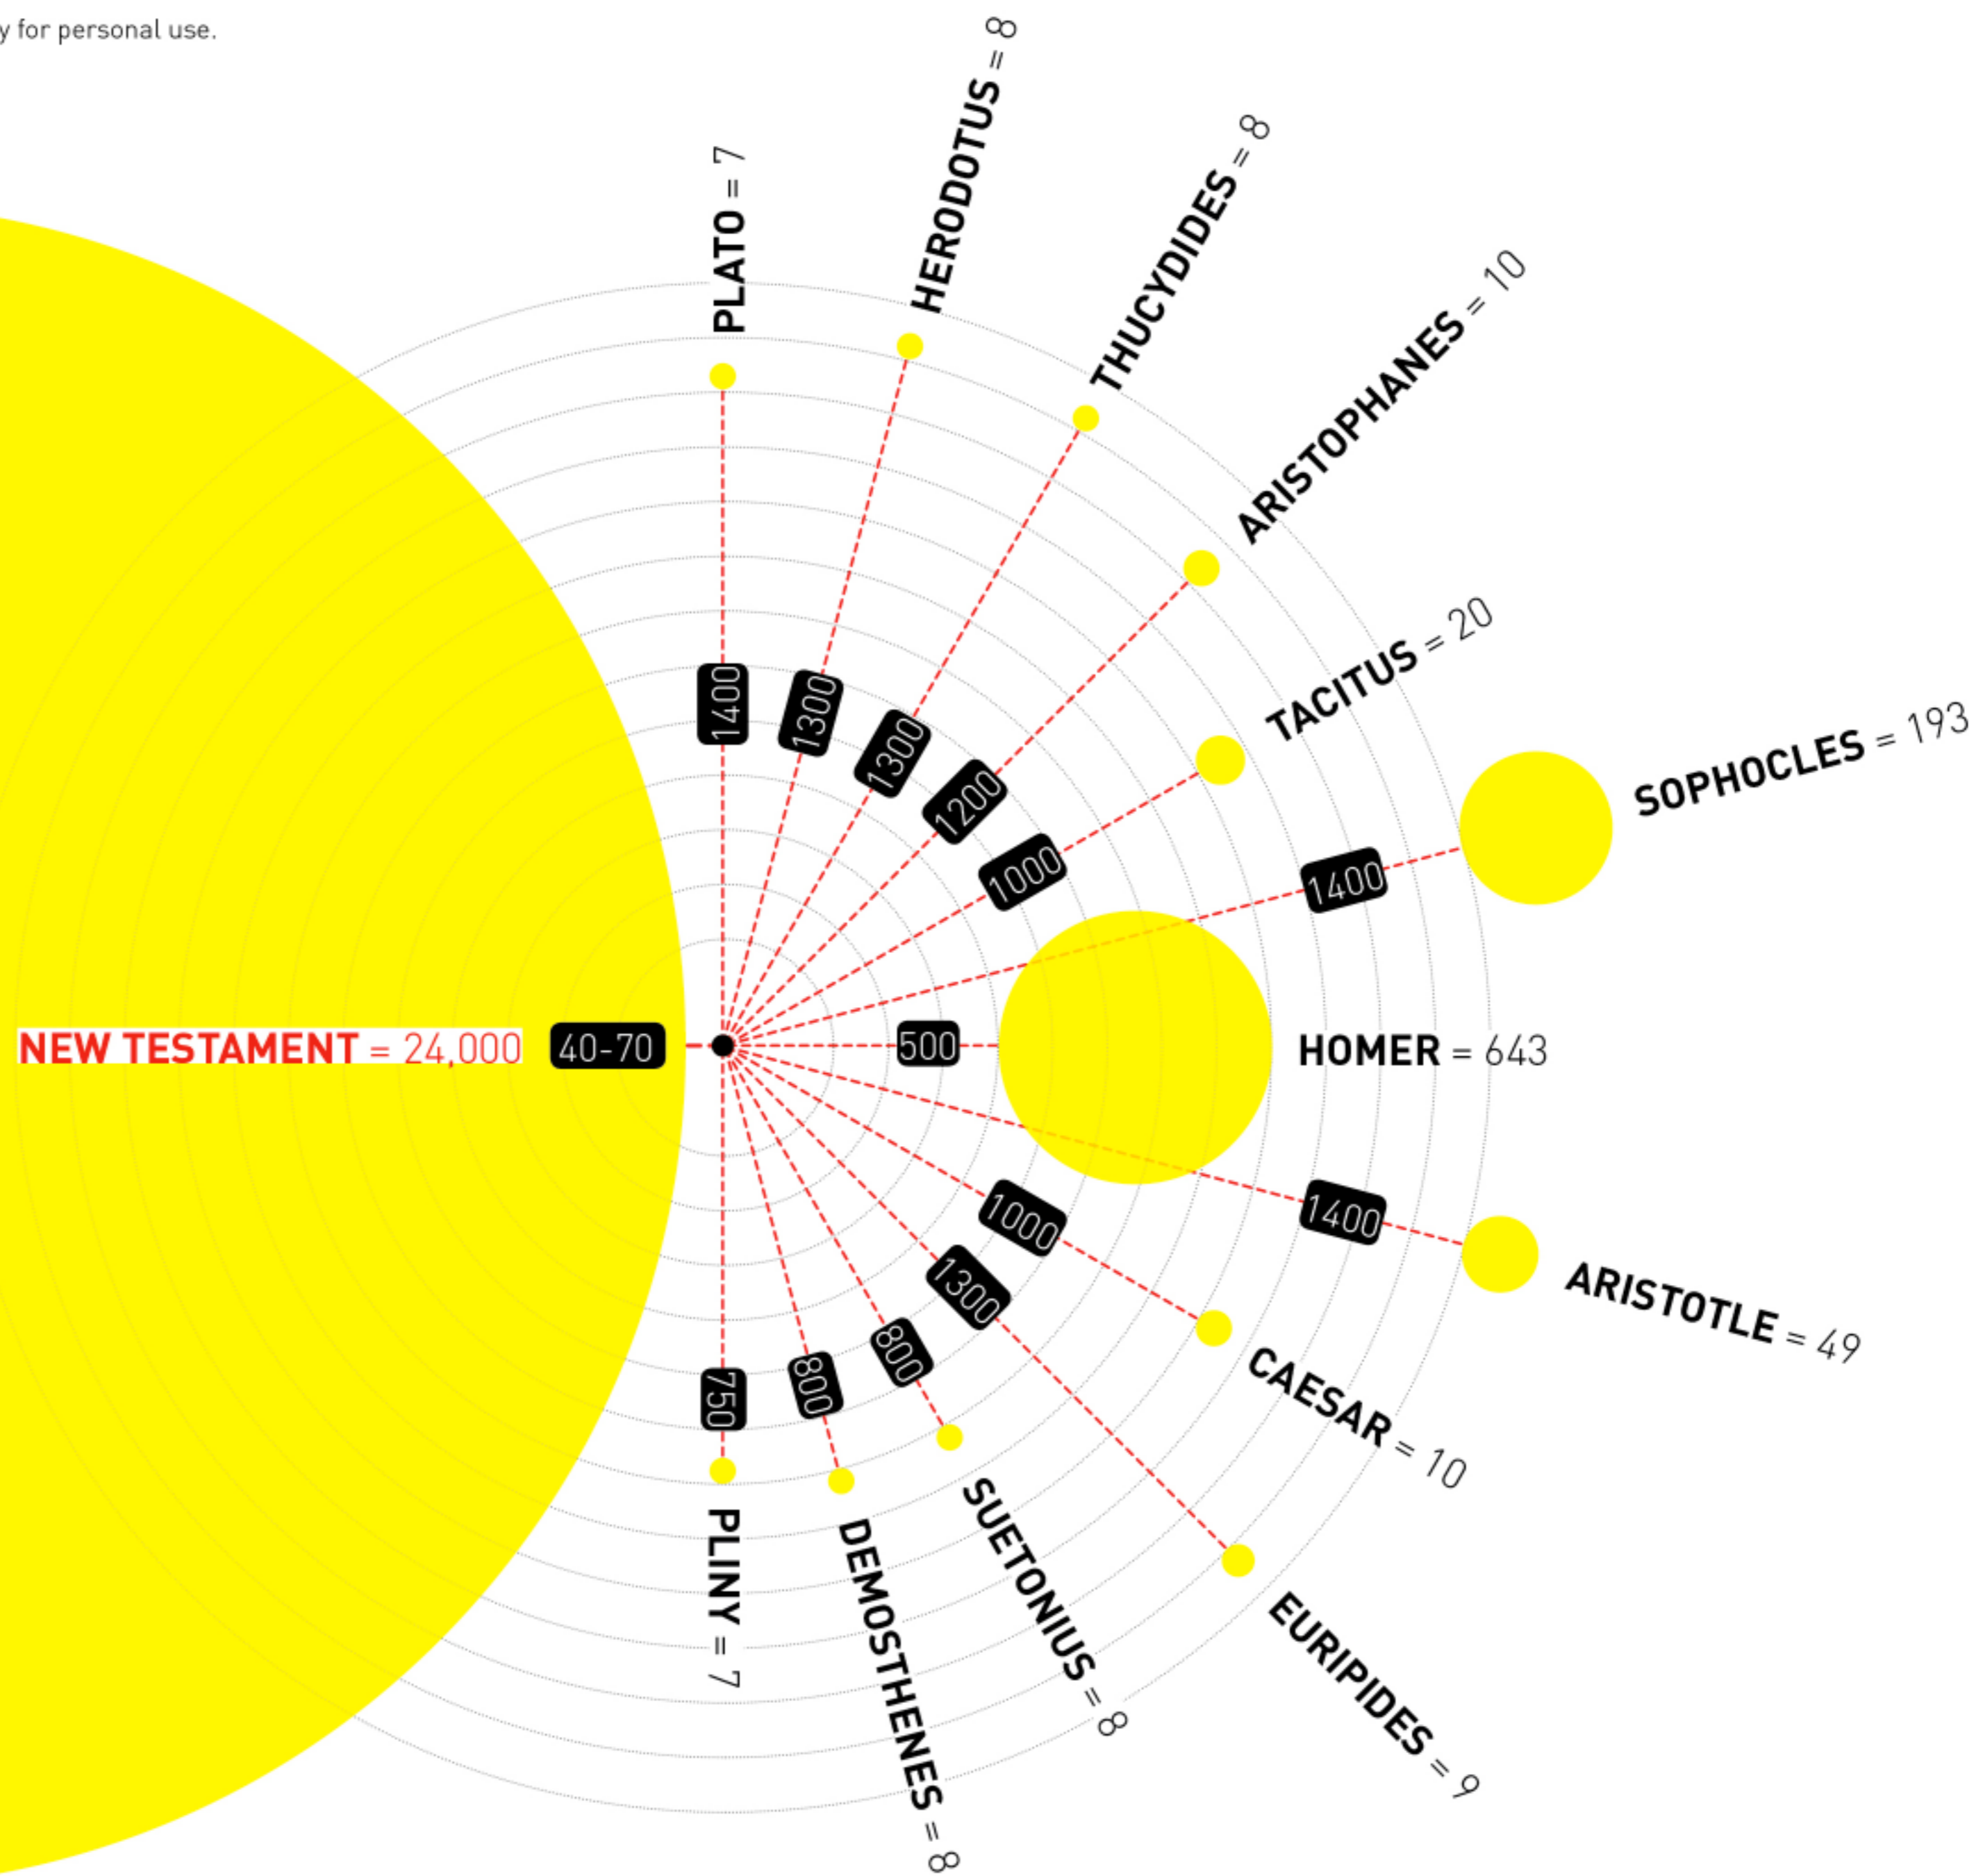 y for personal use.
PLATO = 7
1400
HERODOTUS = 8
1300
THUCYDIDES = 8
1300
ARISTOPHANES = 10
1200
TACITUS = 20
1000
SOPHOCLES = 193
1400
NEW TESTAMENT = 24,000
40-70
500
HOMER = 643
1400
ARISTOTLE = 49
1000
CAESAR = 10
1300
EURIPIDES = 9
800
SUETONIUS = 8
800
DEMOSTHENES = 8
750
PLINY = 7